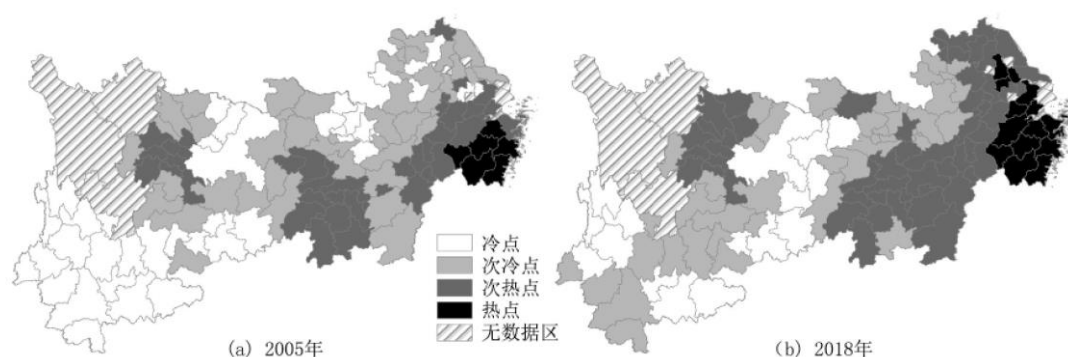 冷点
次冷点
次热点
热点
无数据区
(a) 2005年
(b) 2018年